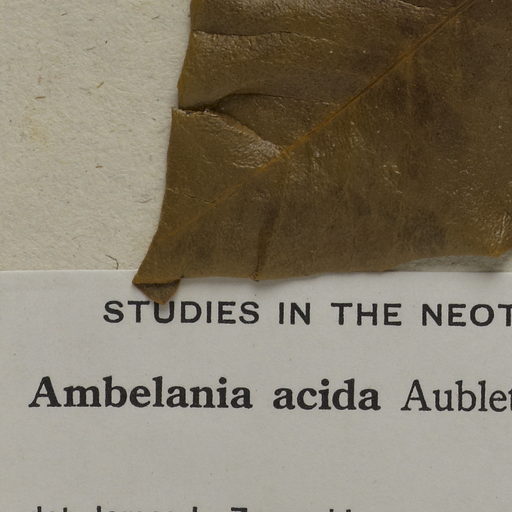 STUDIES IN THE NEOT
Ambelania acida Aublet